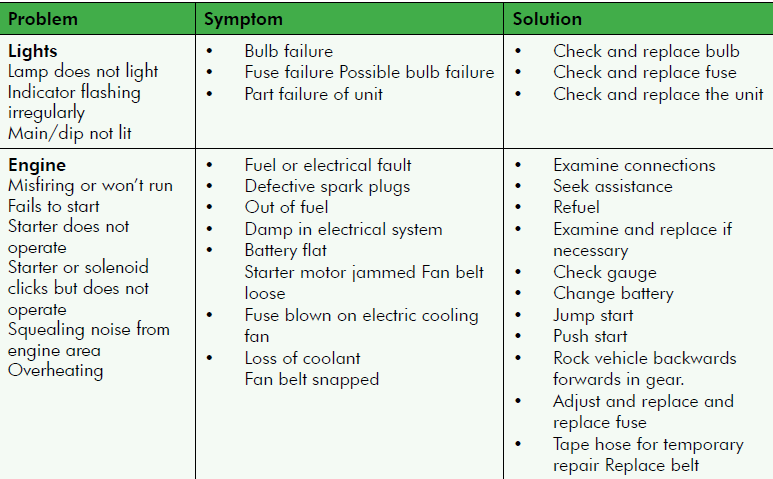 Problem Symptom Solution
Lights
Lamp does not light
Indicator flashing
irregularly
Main/dip not lit
• Bulb failure
• Fuse failure Possible bulb failure
• Part failure of unit
• Check and replace bulb
• Check and replace fuse
• Check and replace the unit
Engine
Misfiring or won’t run
Fails to start
Starter does not
operate
Starter or solenoid
clicks but does not
operate
Squealing noise from
engine area
Overheating
• Fuel or electrical fault
• Defective spark plugs
• Out of fuel
• Damp in electrical system
• Battery flat
Starter motor jammed Fan belt
loose
• Fuse blown on electric cooling
fan
• Loss of coolant
Fan belt snapped
• Examine connections
• Seek assistance
• Refuel
• Examine and replace if
necessary
• Check gauge
• Change battery
• Jump start
• Push start
• Rock vehicle backwards
forwards in gear.
• Adjust and replace and
replace fuse
• Tape hose for temporary
repair Replace belt